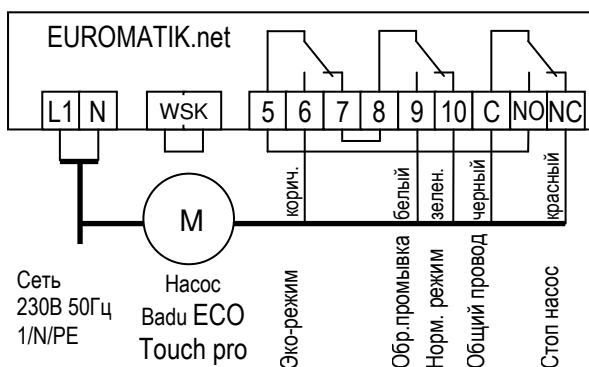 EUROMATIK.net
L1 N WSK 5 6 7 8 9 10 C NO NC
корич. белый зелен. черный красный
M
Сеть
230В 50Гц
1/N/PE
Насос
Badu ECO
Touch pro
Эко-режим
Обр.промывка
Норм. режим
Общий провод
Стоп насос